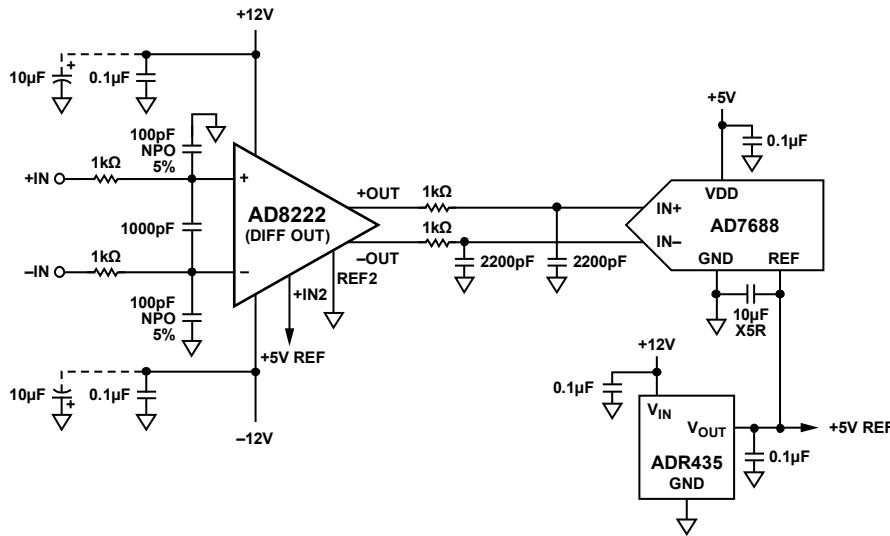 +12V
10µF
+
0.1µF
+5V
0.1µF
100pF
NPO
5%
+IN
1kΩ
+
AD8222
(DIFF OUT)
+OUT
1kΩ
VDD
IN+
AD7688
IN–
1000pF
–IN
1kΩ
–
–OUT
1kΩ
GND
REF
2200pF
2200pF
REF2
+IN2
100pF
NPO
5%
+5V REF
10µF
X5R
10µF
+
0.1µF
–12V
+12V
0.1µF
VIN
VOUT
+5V REF
ADR435
GND
0.1µF